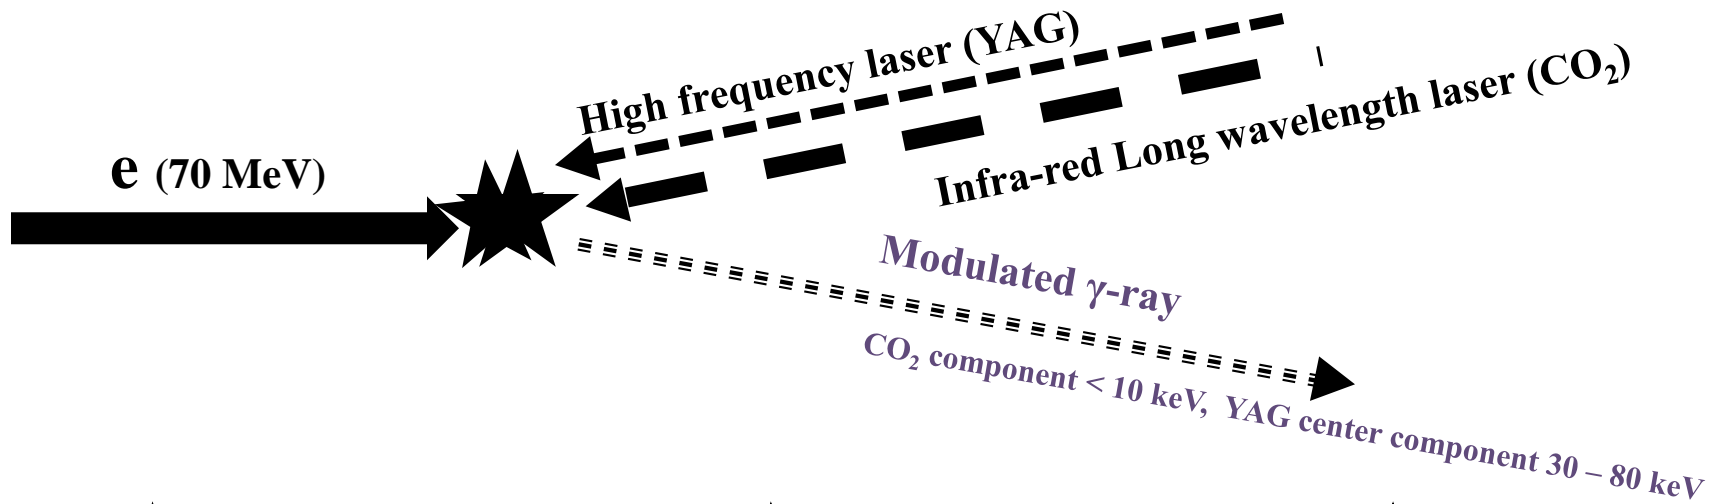 High frequency laser (YAG)
Infra-red Long wavelength laser (CO₂)
e (70 MeV)
Modulated γ-ray
CO₂ component < 10 keV, YAG center component 30 – 80 keV